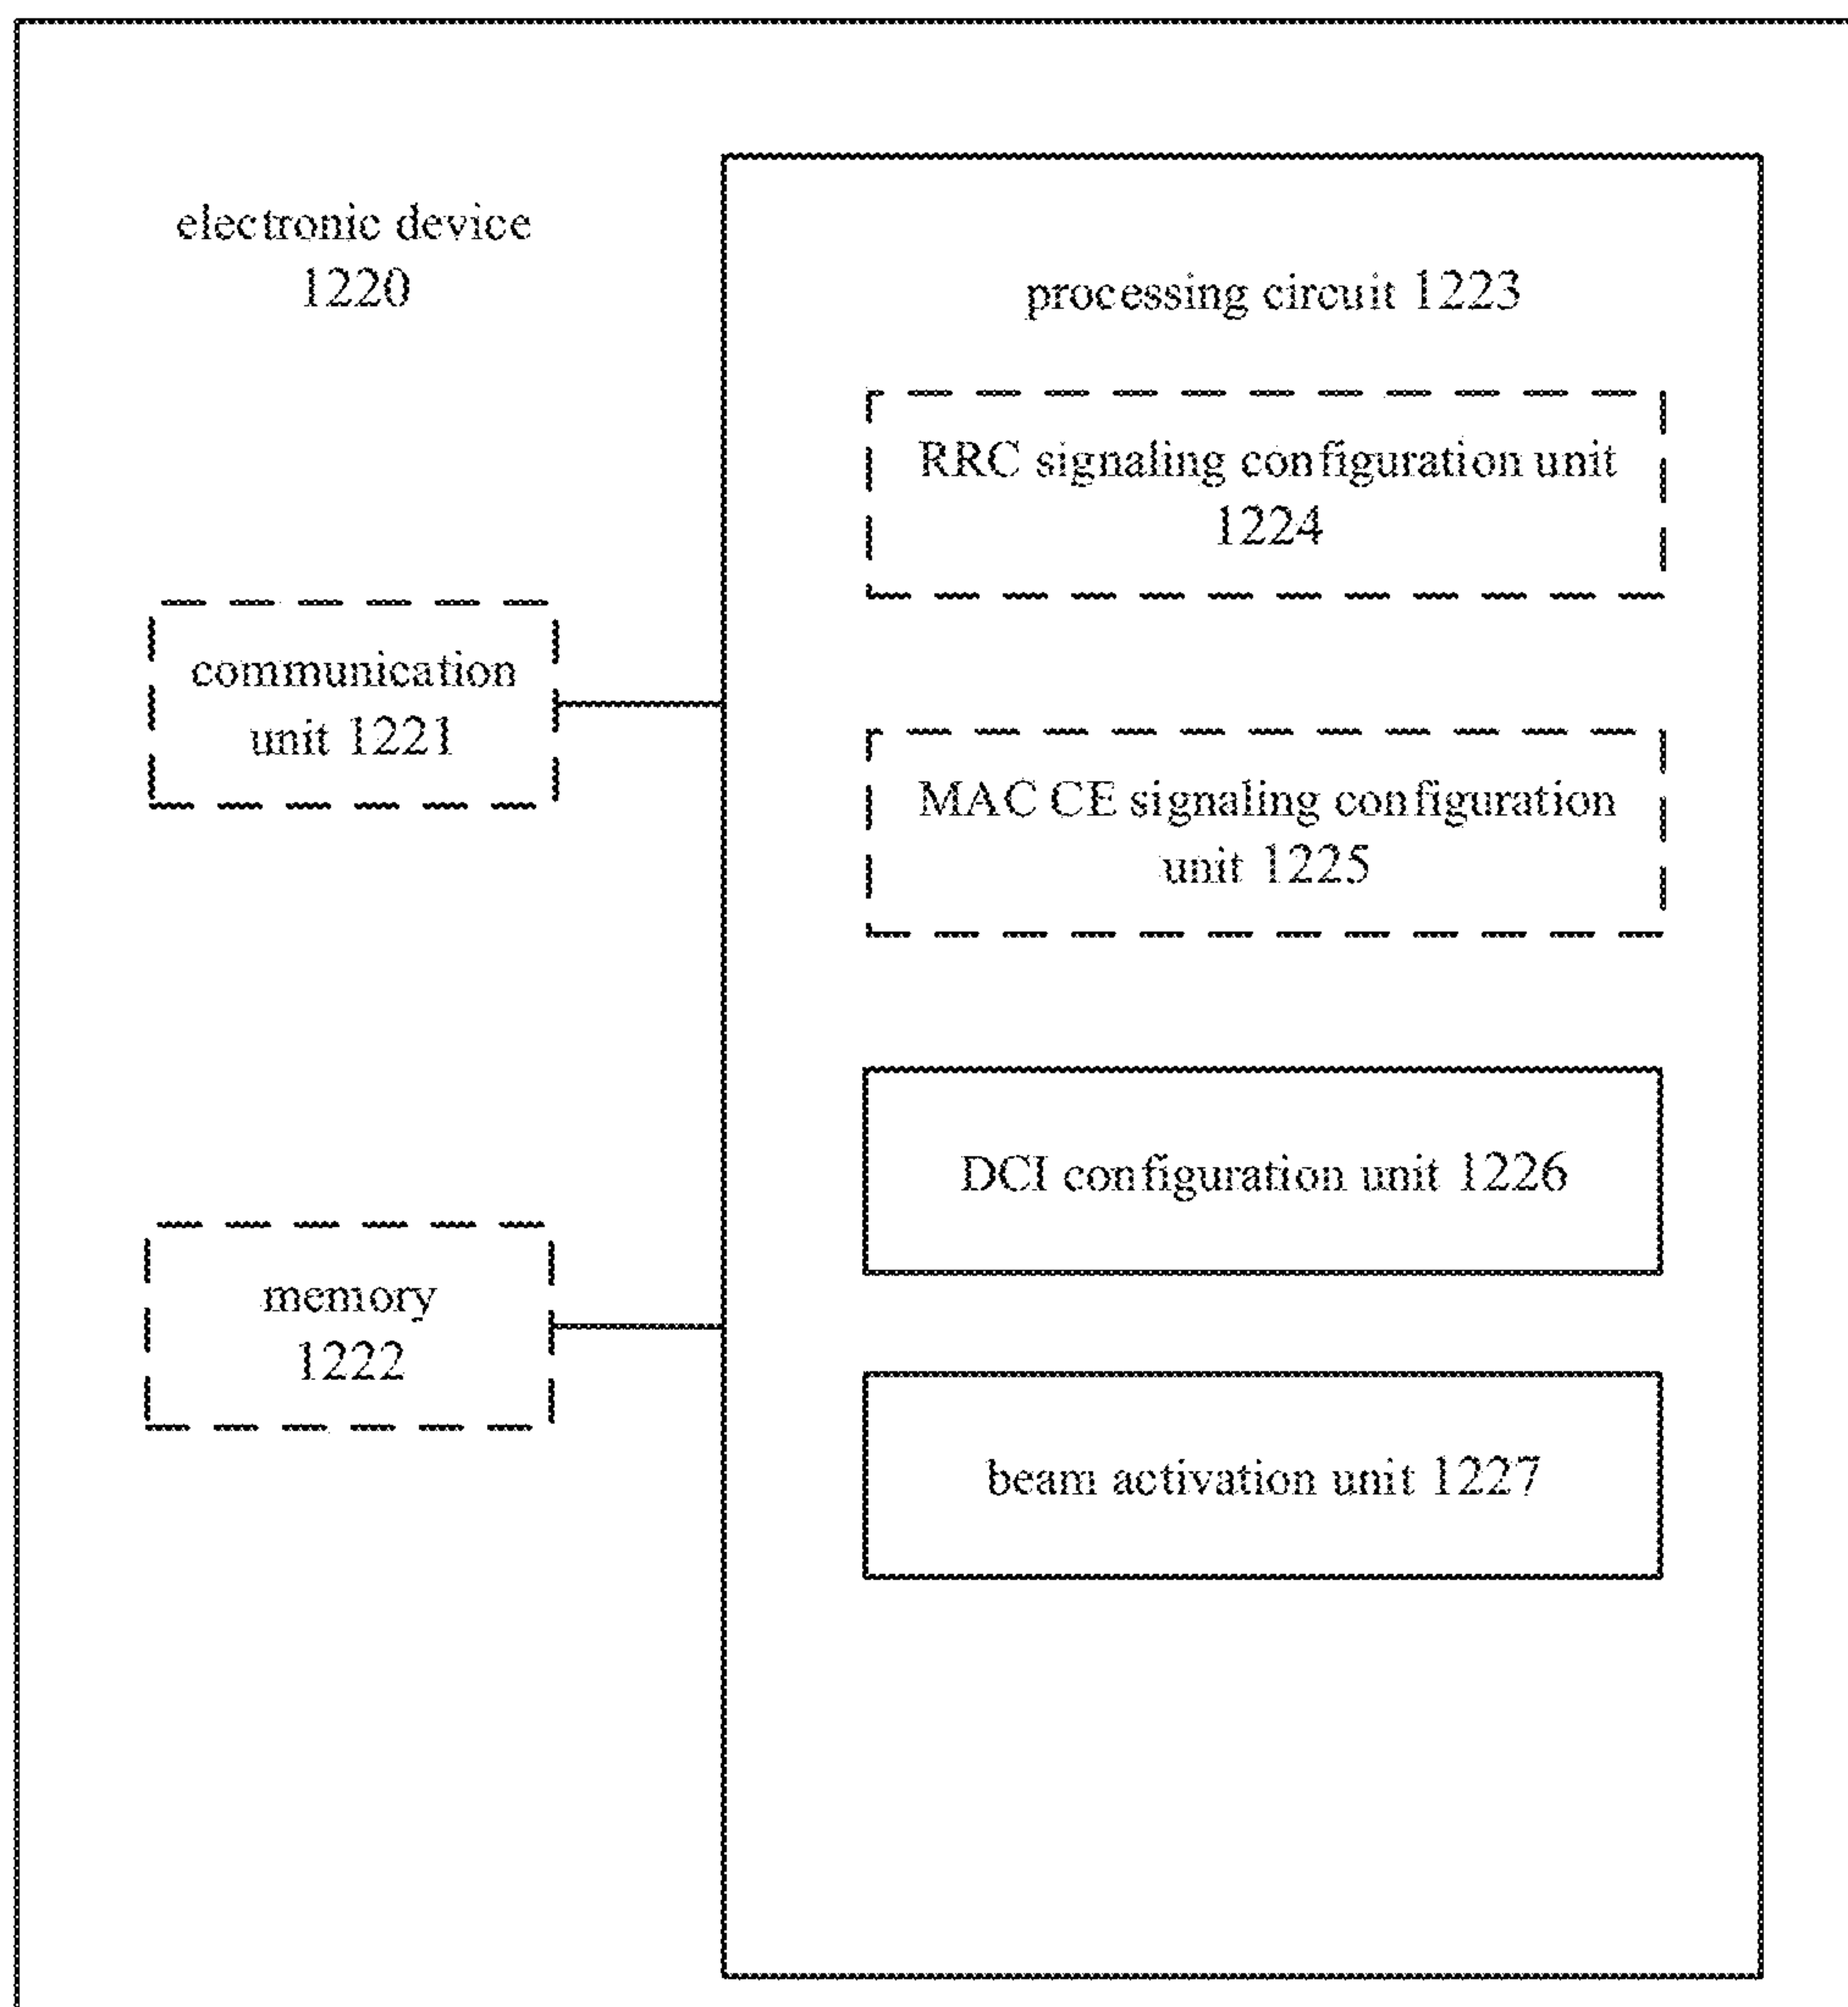 electronic device
1220
processing circuit 1223
RRC signaling configuration unit
1224
communication
unit 1221
MAC CE signaling configuration
unit 1225
DCI configuration unit 1226
memory
1222
beam activation unit 1227